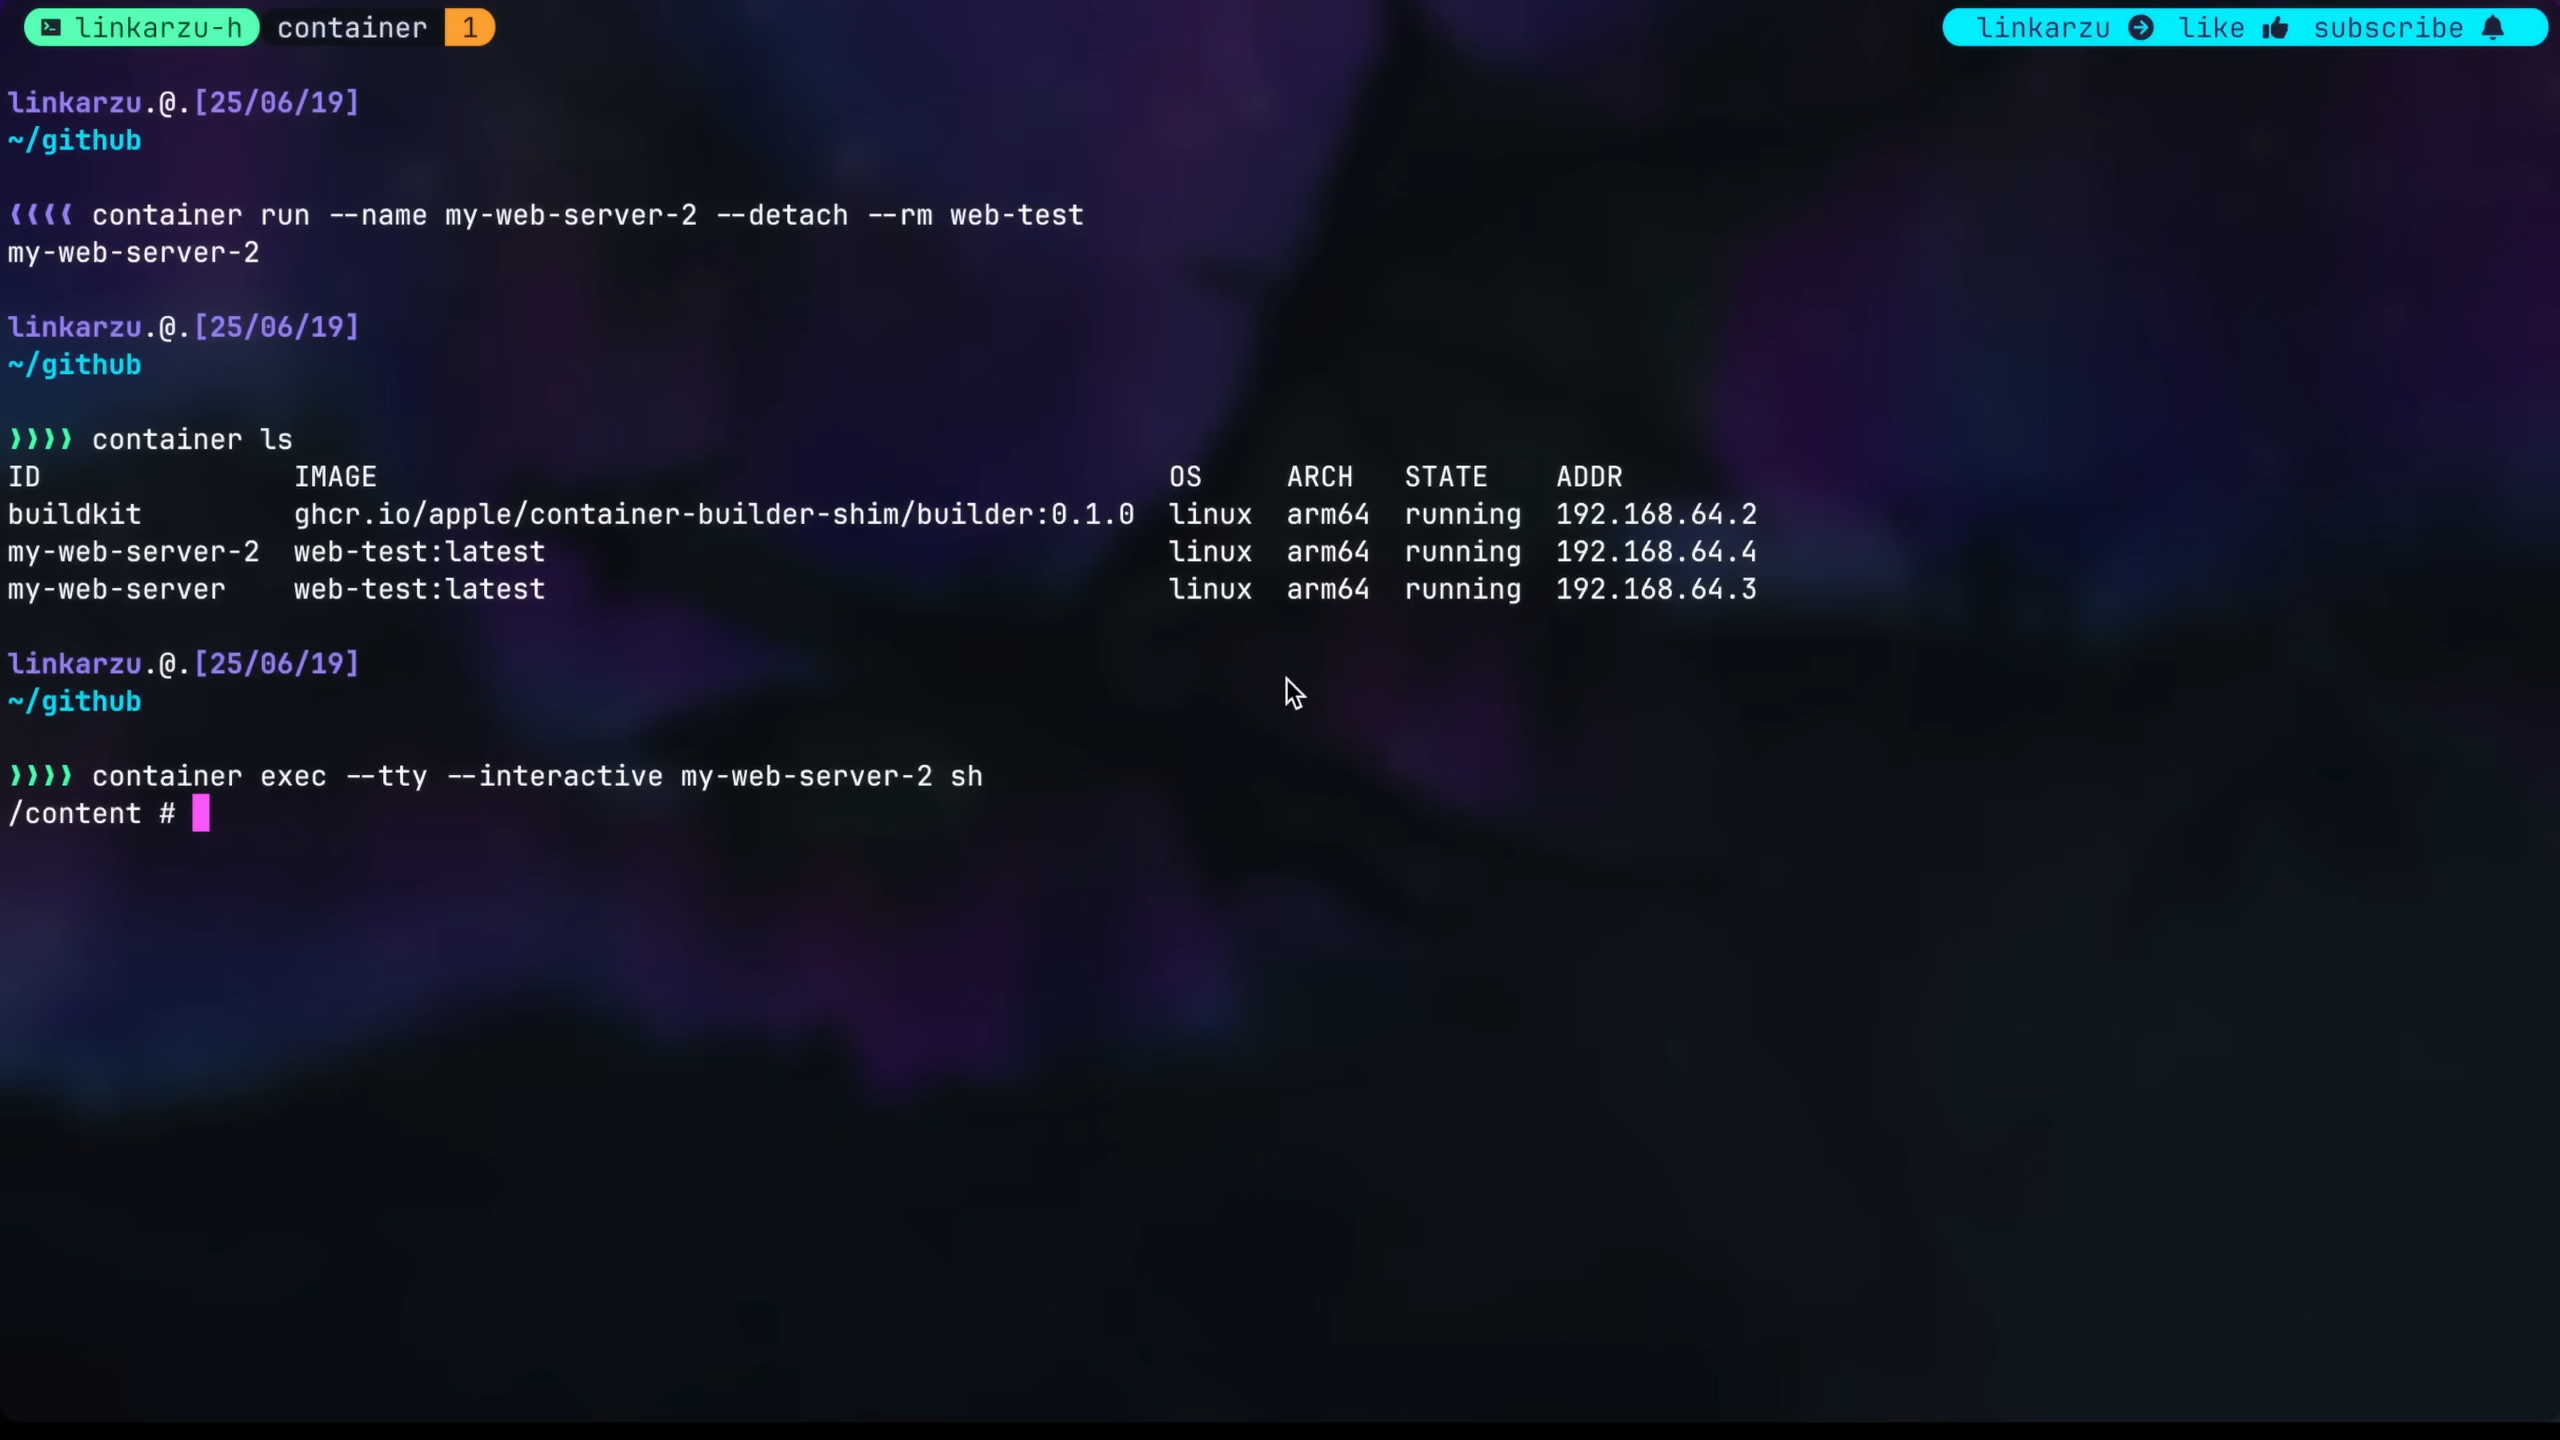 linkarzu-h container 1 linkarzu like subscribe
linkarzu.@.[25/06/19]
~/github
❰❰❰❰ container run --name my-web-server-2 --detach --rm web-test
my-web-server-2
linkarzu.@.[25/06/19]
~/github
❱❱❱❱ container ls
ID IMAGE OS ARCH STATE ADDR
buildkit ghcr.io/apple/container-builder-shim/builder:0.1.0 linux arm64 running 192.168.64.2
my-web-server-2 web-test:latest linux arm64 running 192.168.64.4
my-web-server web-test:latest linux arm64 running 192.168.64.3
linkarzu.@.[25/06/19]
~/github
❱❱❱❱ container exec --tty --interactive my-web-server-2 sh
/content #